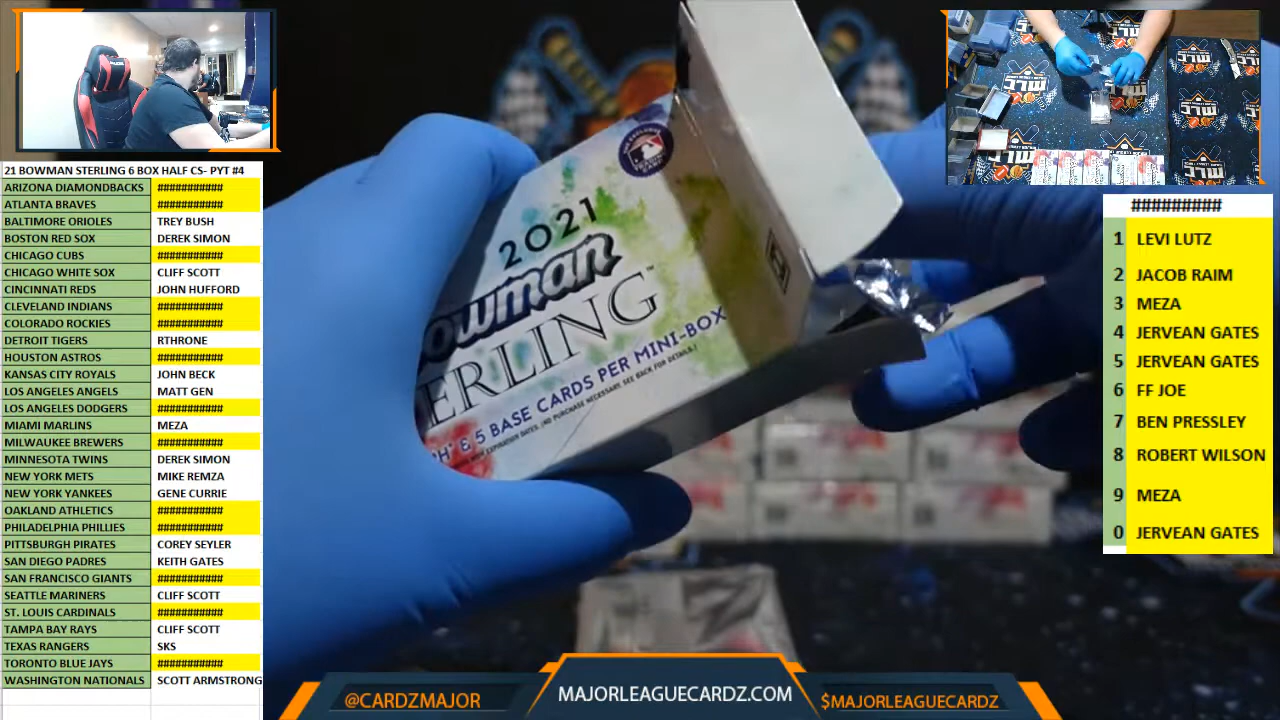 21 BOWMAN STERLING 6 BOX HALF CS- PYT #4
ARIZONA DIAMONDBACKS ###########
ATLANTA BRAVES ###########
BALTIMORE ORIOLES TREY BUSH
BOSTON RED SOX DEREK SIMON
CHICAGO CUBS ###########
CHICAGO WHITE SOX CLIFF SCOTT
CINCINNATI REDS JOHN HUFFORD
CLEVELAND INDIANS ###########
COLORADO ROCKIES ###########
DETROIT TIGERS RTHRONE
HOUSTON ASTROS ###########
KANSAS CITY ROYALS JOHN BECK
LOS ANGELES ANGELS MATT GEN
LOS ANGELES DODGERS ###########
MIAMI MARLINS MEZA
MILWAUKEE BREWERS ###########
MINNESOTA TWINS DEREK SIMON
NEW YORK METS MIKE REMZA
NEW YORK YANKEES GENE CURRIE
OAKLAND ATHLETICS ###########
PHILADELPHIA PHILLIES ###########
PITTSBURGH PIRATES COREY SEYLER
SAN DIEGO PADRES KEITH GATES
SAN FRANCISCO GIANTS ###########
SEATTLE MARINERS CLIFF SCOTT
ST. LOUIS CARDINALS ###########
TAMPA BAY RAYS CLIFF SCOTT
TEXAS RANGERS SKS
TORONTO BLUE JAYS ###########
WASHINGTON NATIONALS SCOTT ARMSTRONG
2021
owman
ERLING™
PH* & 5 BASE CARDS PER MINI-BOX
#########
1 LEVI LUTZ
2 JACOB RAIM
3 MEZA
4 JERVEAN GATES
5 JERVEAN GATES
6 FF JOE
7 BEN PRESSLEY
8 ROBERT WILSON
9 MEZA
0 JERVEAN GATES
@CARDZMAJOR
MAJORLEAGUECARDZ.COM
$MAJORLEAGUECARDZ